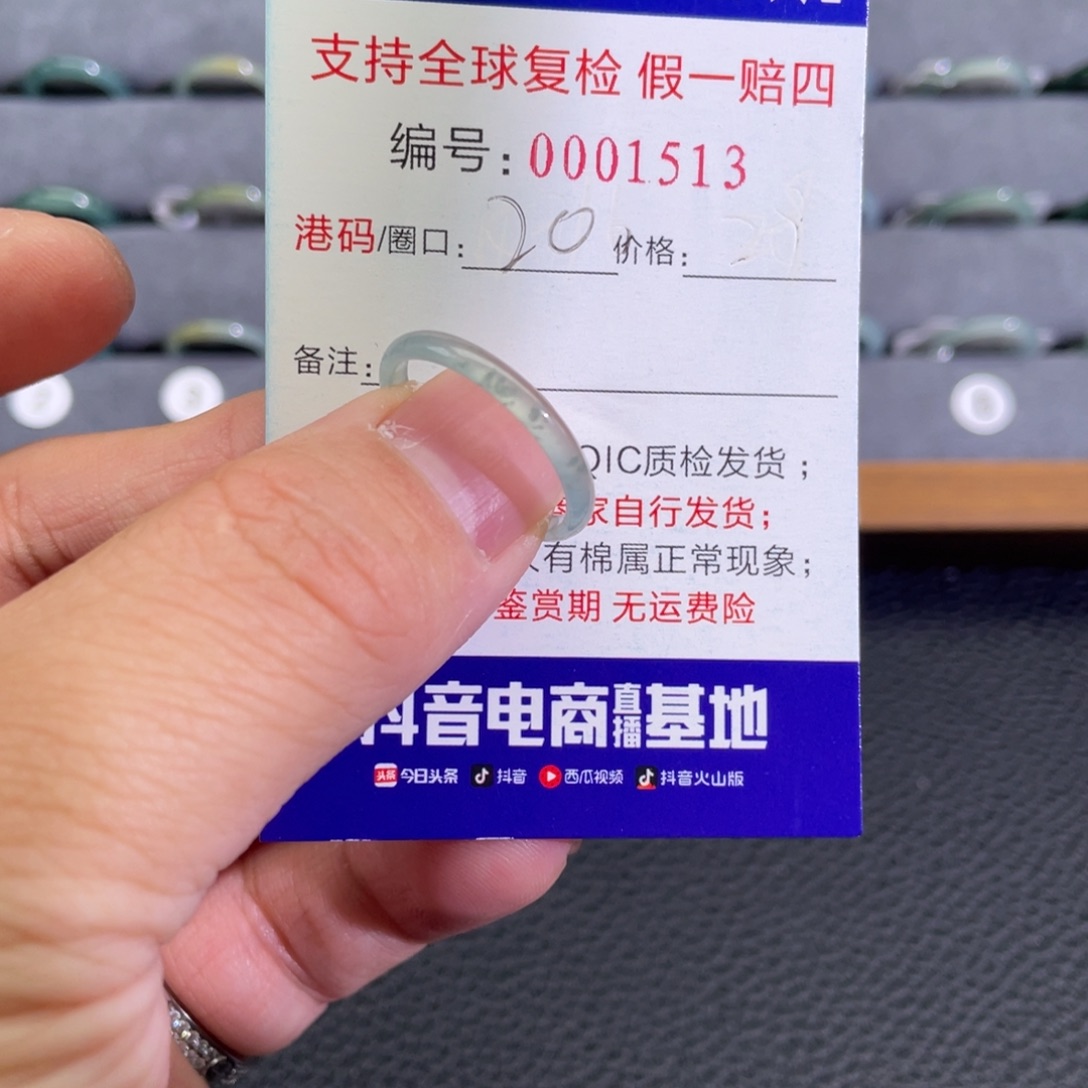 支持全球复检 假一赔四
编号:0001513
港码/圈口: 20 价格:
备注:
QIC质检发货;
家自行发货;
有棉属正常现象;
鉴赏期 无运费险
抖音电商直播基地
头条 今日头条 抖音 西瓜视频 抖音火山版